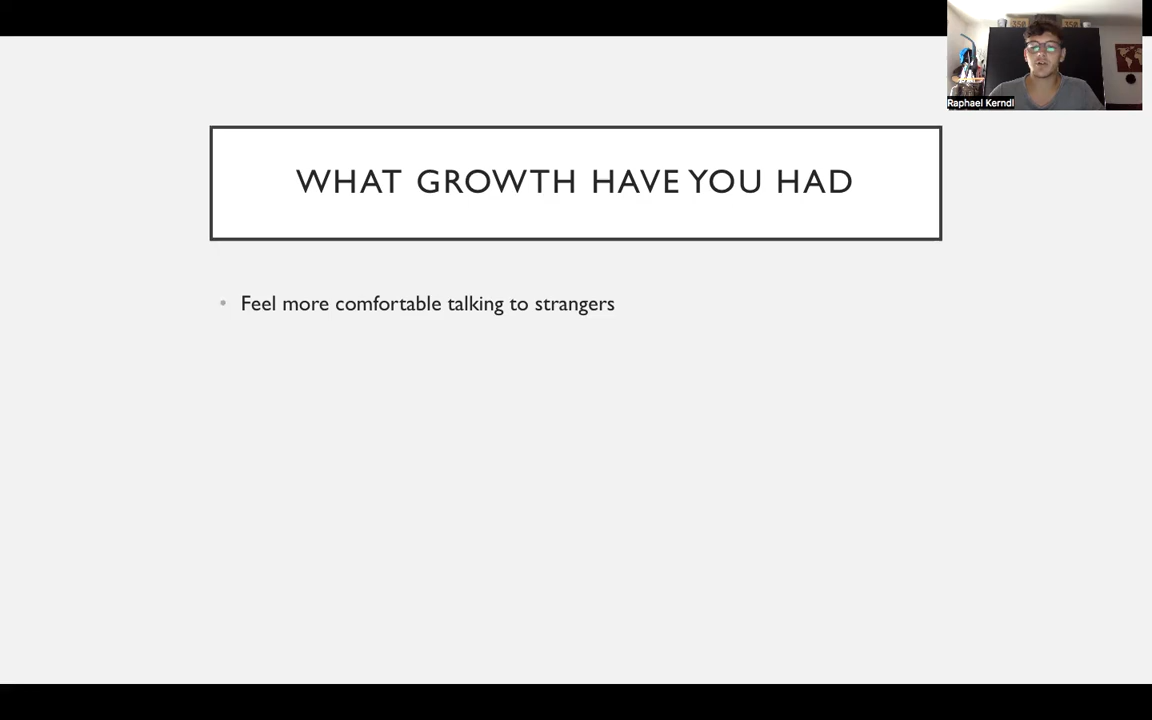 Raphael Kerndl
WHAT GROWTH HAVE YOU HAD
• Feel more comfortable talking to strangers